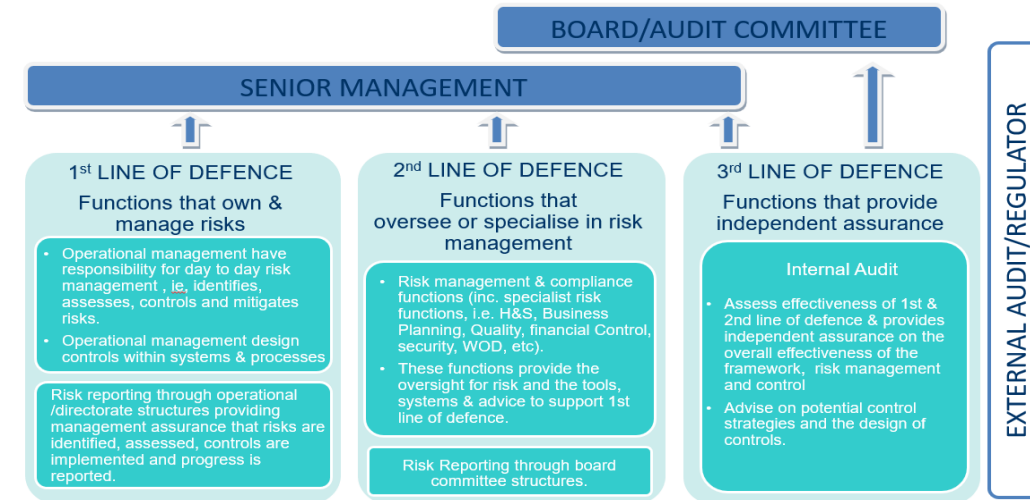 BOARD/AUDIT COMMITTEE
SENIOR MANAGEMENT
1st LINE OF DEFENCE
Functions that own &
manage risks
• Operational management have
responsibility for day to day risk
management , ie, identifies,
assesses, controls and mitigates
risks.
• Operational management design
controls within systems & processes
Risk reporting through operational
/directorate structures providing
management assurance that risks are
identified, assessed, controls are
implemented and progress is
reported.
2nd LINE OF DEFENCE
Functions that
oversee or specialise in risk
management
• Risk management & compliance
functions (inc. specialist risk
functions, i.e. H&S, Business
Planning, Quality, financial Control,
security, WOD, etc).
• These functions provide the
oversight for risk and the tools,
systems & advice to support 1st
line of defence.
Risk Reporting through board
committee structures.
3rd LINE OF DEFENCE
Functions that provide
independent assurance
Internal Audit
• Assess effectiveness of 1st &
2nd line of defence & provides
independent assurance on the
overall effectiveness of the
framework, risk management
and control
• Advise on potential control
strategies and the design of
controls.
EXTERNAL AUDIT/REGULATOR